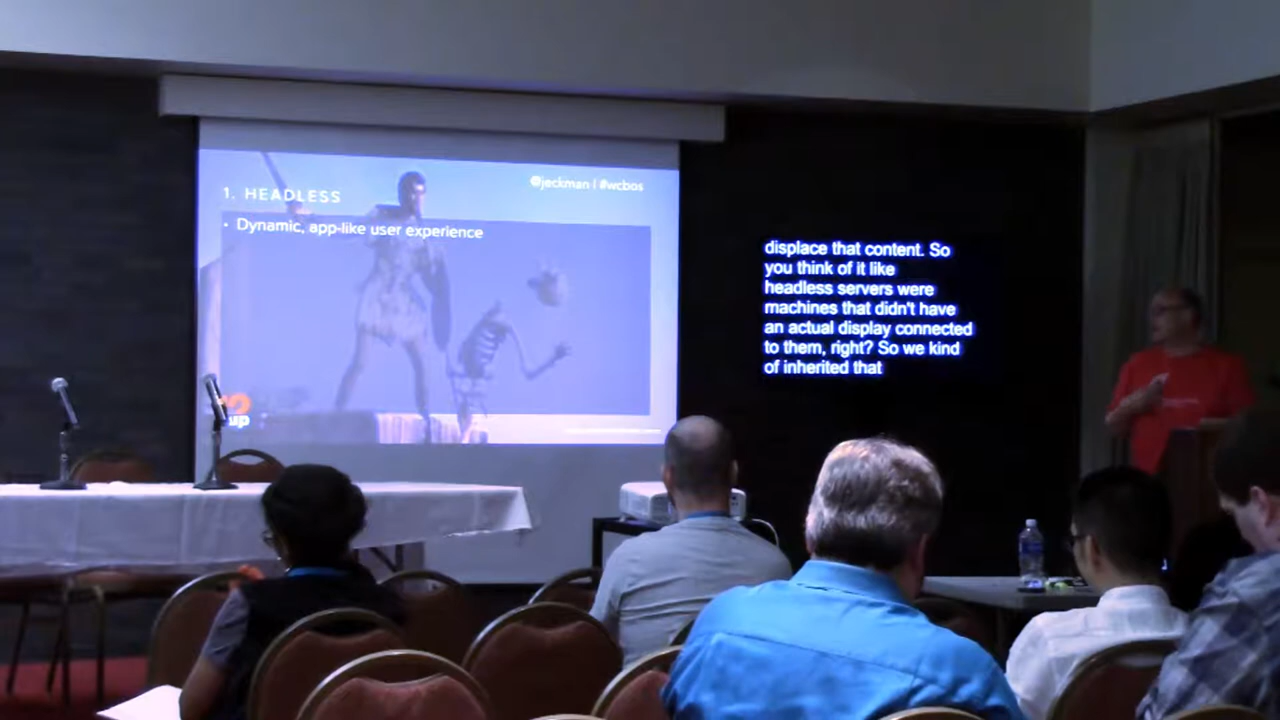 @jeckman | #wcbos
1. HEADLESS
• Dynamic, app-like user experience
up
displace that content. So
you think of it like
headless servers were
machines that didn't have
an actual display connected
to them, right? So we kind
of inherited that